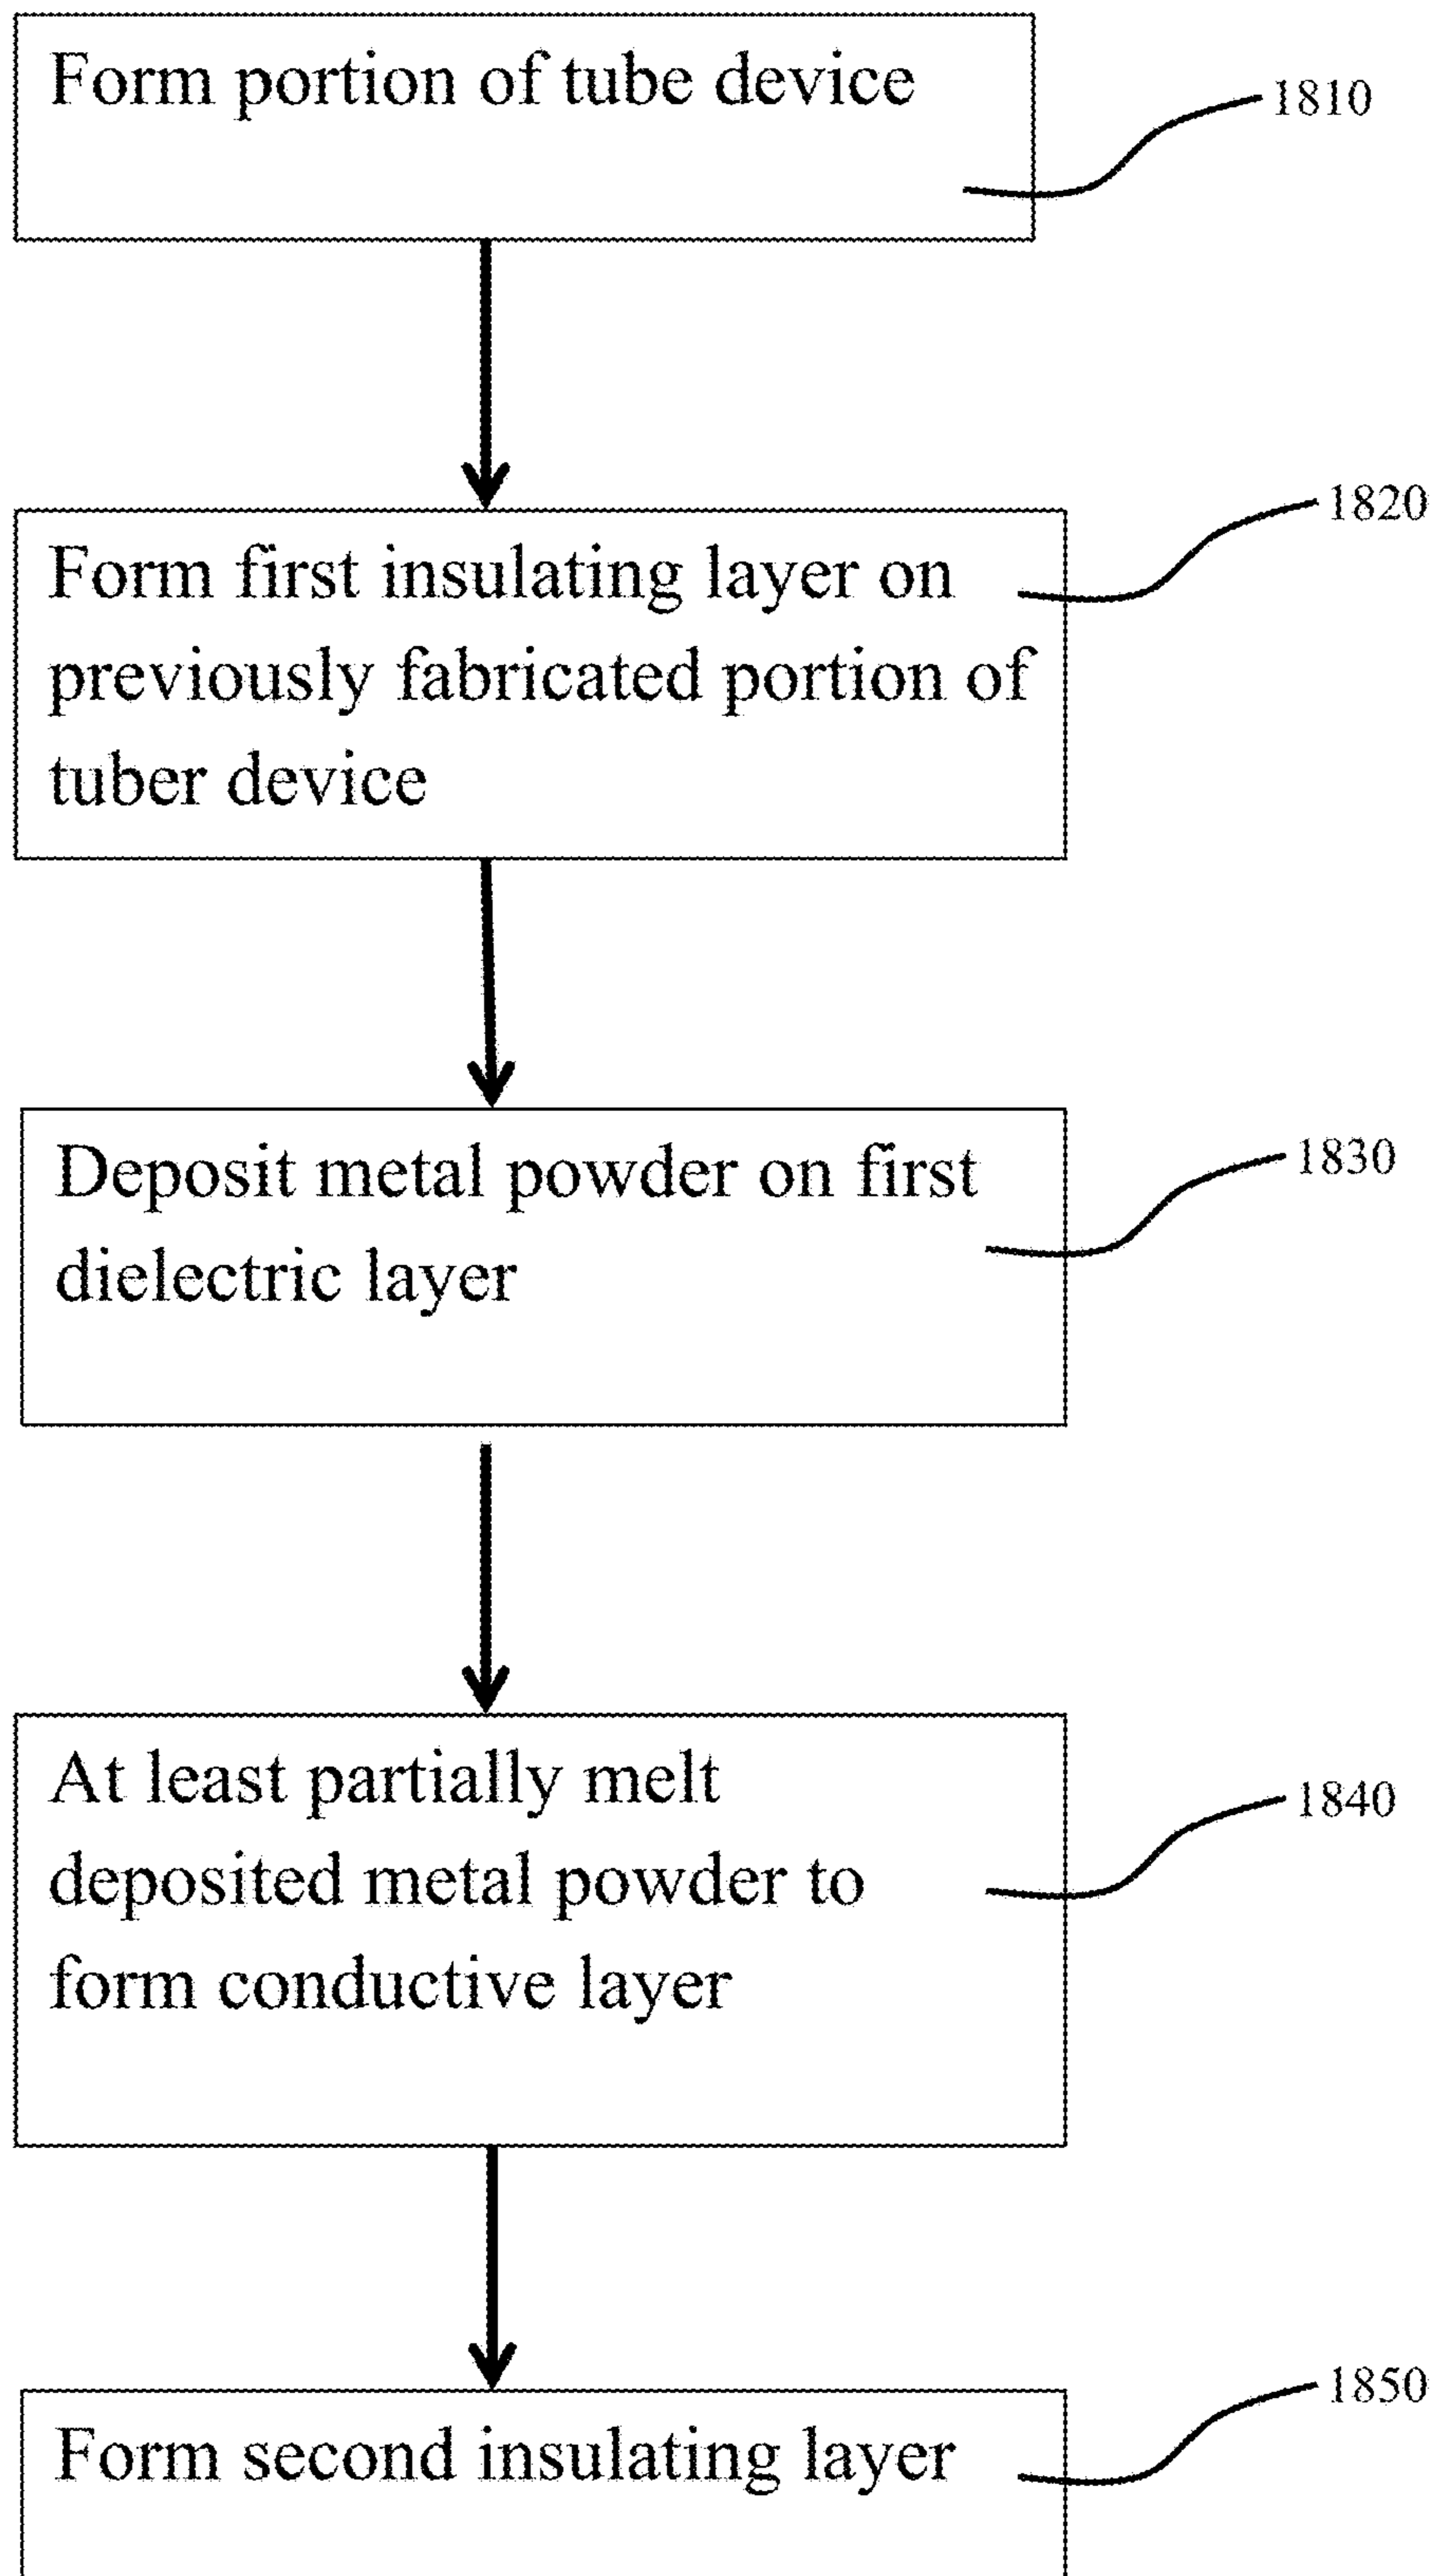 Form portion of tube device
1810
1820
Form first insulating layer on
previously fabricated portion of
tuber device
Deposit metal powder on first
1830
dielectric layer
At least partially melt
1840
deposited metal powder to
form conductive layer
1850
Form second insulating layer